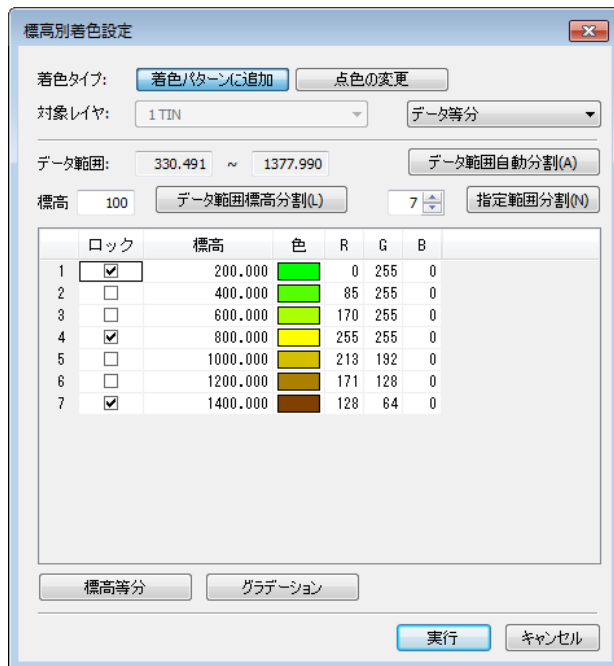 標高別着色設定
着色タイプ: 着色パターンに追加 点色の変更
対象レイヤ: 1 TIN データ等分
データ範囲: 330.491 ~ 1377.990 データ範囲自動分割(A)
標高 100 データ範囲標高分割(L) 7 指定範囲分割(N)
ロック 標高 色 R G B
1 200.000 0 255 0
2 400.000 85 255 0
3 600.000 170 255 0
4 800.000 255 255 0
5 1000.000 213 192 0
6 1200.000 171 128 0
7 1400.000 128 64 0
標高等分 グラデーション
実行 キャンセル